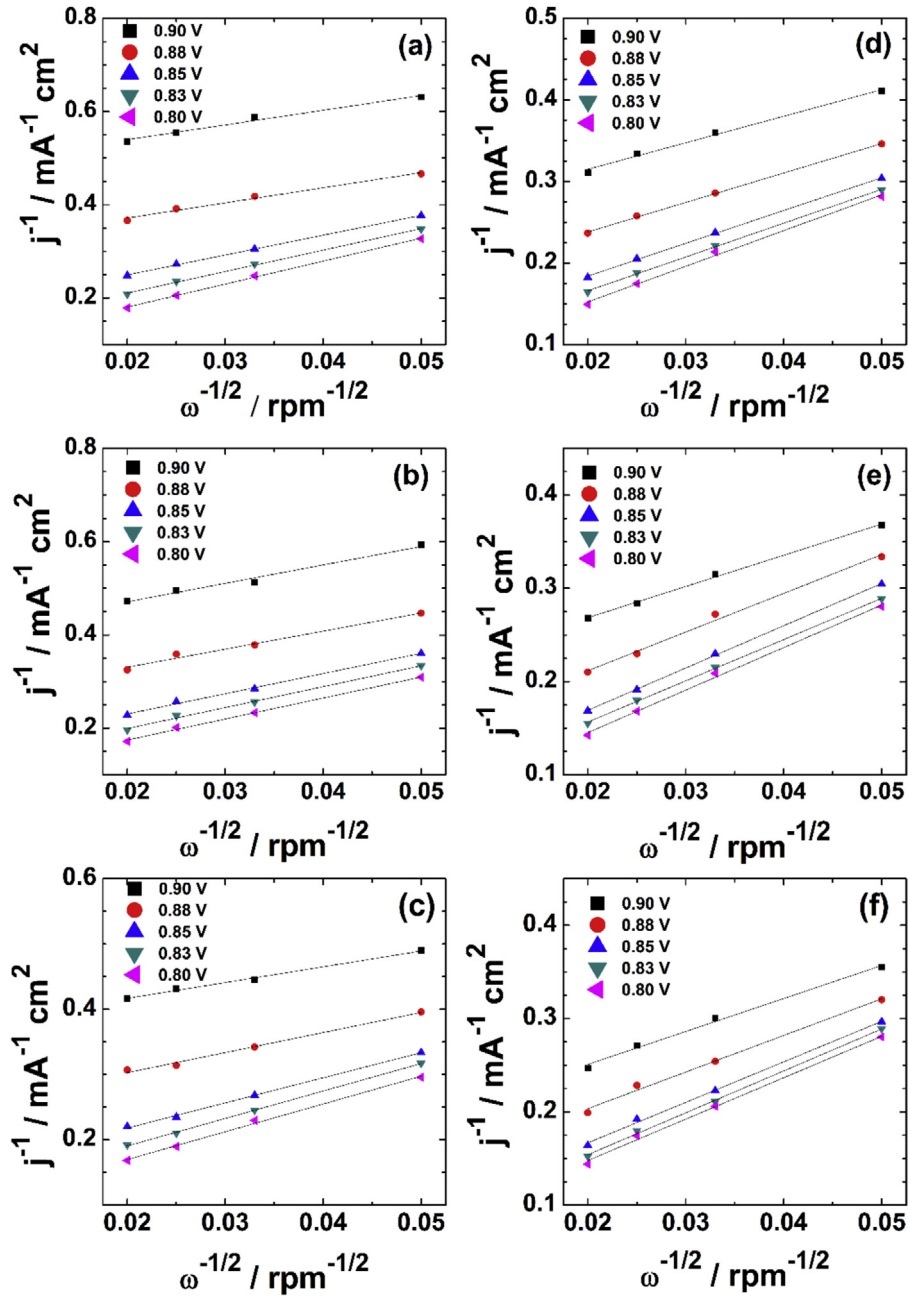 (a)
0.90 V
0.88 V
0.85 V
0.83 V
0.80 V
0.8
0.6
0.4
0.2
j⁻¹ / mA⁻¹ cm²
0.02 0.03 0.04 0.05
ω⁻¹/² / rpm⁻¹/²
(d)
0.90 V
0.88 V
0.85 V
0.83 V
0.80 V
0.5
0.4
0.3
0.2
0.1
j⁻¹ / mA⁻¹ cm²
0.02 0.03 0.04 0.05
ω⁻¹/² / rpm⁻¹/²
(b)
0.90 V
0.88 V
0.85 V
0.83 V
0.80 V
0.8
0.6
0.4
0.2
j⁻¹ / mA⁻¹ cm²
0.02 0.03 0.04 0.05
ω⁻¹/² / rpm⁻¹/²
(e)
0.90 V
0.88 V
0.85 V
0.83 V
0.80 V
0.4
0.3
0.2
0.1
j⁻¹ / mA⁻¹ cm²
0.02 0.03 0.04 0.05
ω⁻¹/² / rpm⁻¹/²
(c)
0.90 V
0.88 V
0.85 V
0.83 V
0.80 V
0.6
0.4
0.2
j⁻¹ / mA⁻¹ cm²
0.02 0.03 0.04 0.05
ω⁻¹/² / rpm⁻¹/²
(f)
0.90 V
0.88 V
0.85 V
0.83 V
0.80 V
0.4
0.3
0.2
0.1
j⁻¹ / mA⁻¹ cm²
0.02 0.03 0.04 0.05
ω⁻¹/² / rpm⁻¹/²